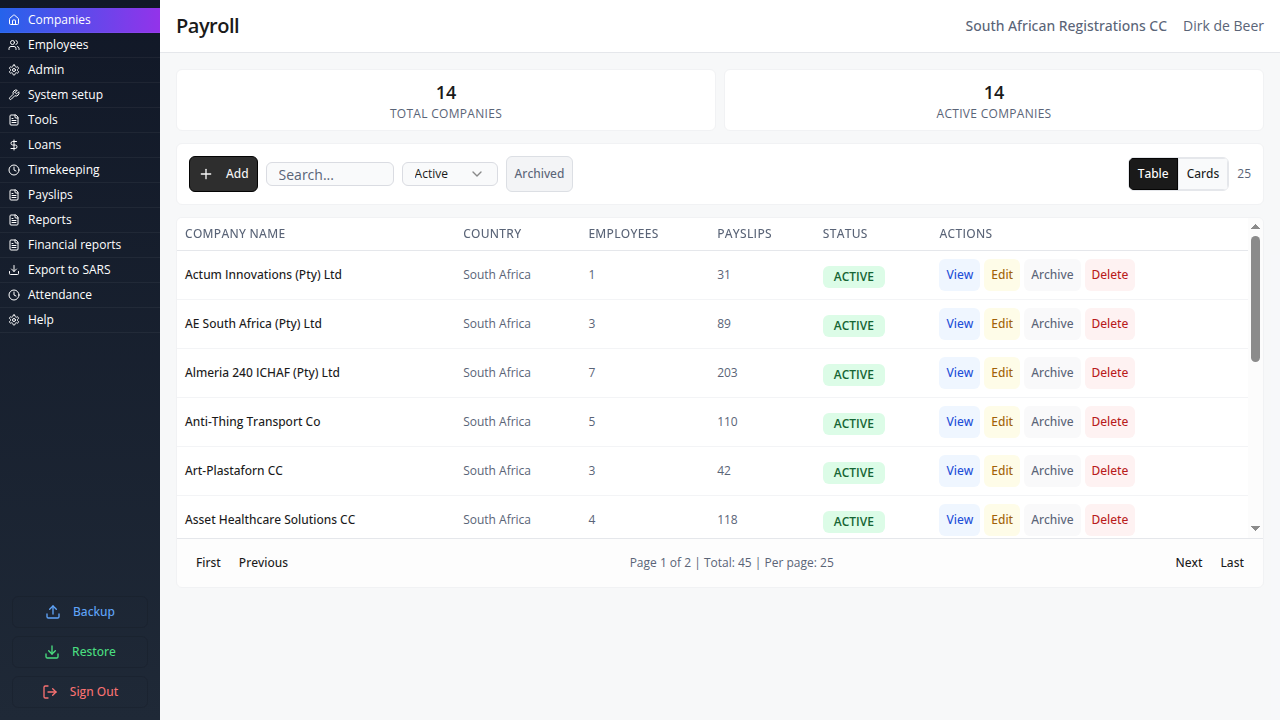 Companies
Employees
Admin
System setup
Tools
Loans
Timekeeping
Payslips
Reports
Financial reports
Export to SARS
Attendance
Help
Backup
Restore
Sign Out
Payroll
South African Registrations CC Dirk de Beer
14
TOTAL COMPANIES
14
ACTIVE COMPANIES
Add Search... Active Archived Table Cards 25
COMPANY NAME COUNTRY EMPLOYEES PAYSLIPS STATUS ACTIONS
Actum Innovations (Pty) Ltd South Africa 1 31 ACTIVE View Edit Archive Delete
AE South Africa (Pty) Ltd South Africa 3 89 ACTIVE View Edit Archive Delete
Almeria 240 ICHAF (Pty) Ltd South Africa 7 203 ACTIVE View Edit Archive Delete
Anti-Thing Transport Co South Africa 5 110 ACTIVE View Edit Archive Delete
Art-Plastaforn CC South Africa 3 42 ACTIVE View Edit Archive Delete
Asset Healthcare Solutions CC South Africa 4 118 ACTIVE View Edit Archive Delete
First Previous Page 1 of 2 | Total: 45 | Per page: 25 Next Last